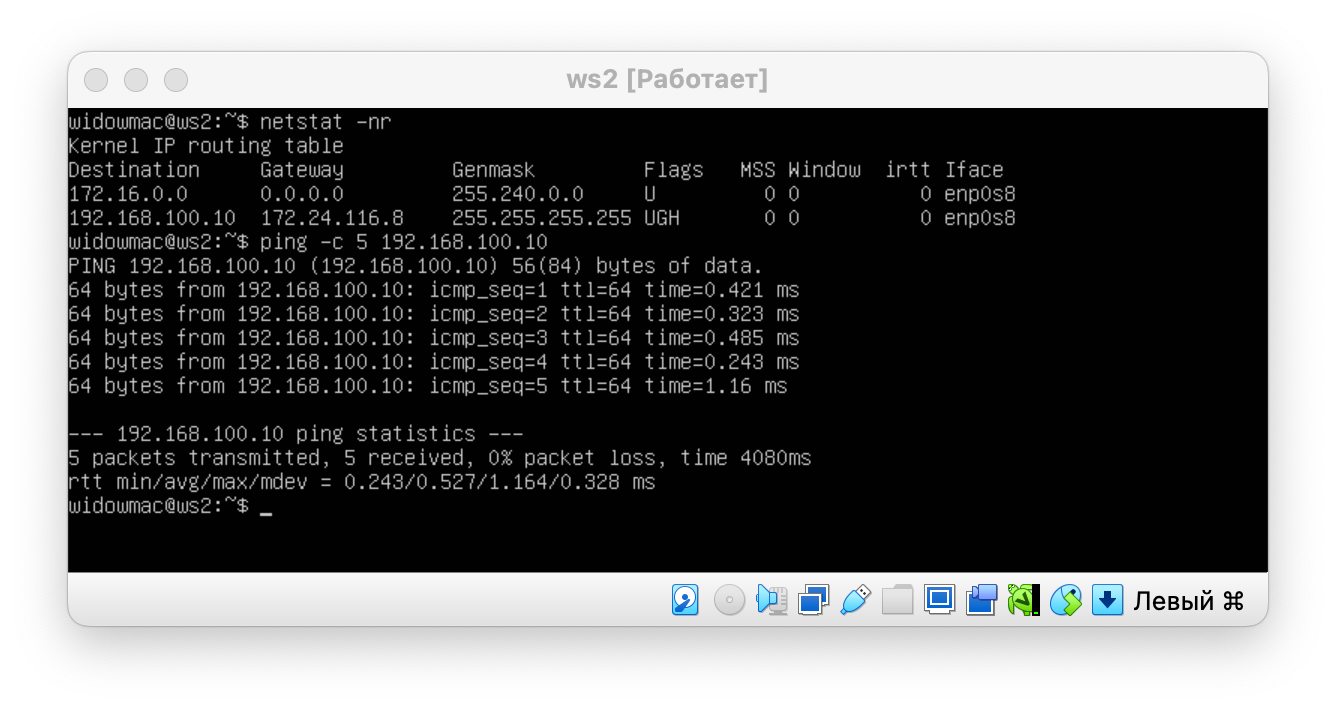 ws2 [Работает]
widowmac@ws2:~$ netstat -nr
Kernel IP routing table
Destination     Gateway         Genmask         Flags   MSS Window  irtt Iface
172.16.0.0      0.0.0.0         255.240.0.0     U         0 0          0 enp0s8
192.168.100.10  172.24.116.8    255.255.255.255 UGH       0 0          0 enp0s8
widowmac@ws2:~$ ping -c 5 192.168.100.10
PING 192.168.100.10 (192.168.100.10) 56(84) bytes of data.
64 bytes from 192.168.100.10: icmp_seq=1 ttl=64 time=0.421 ms
64 bytes from 192.168.100.10: icmp_seq=2 ttl=64 time=0.323 ms
64 bytes from 192.168.100.10: icmp_seq=3 ttl=64 time=0.485 ms
64 bytes from 192.168.100.10: icmp_seq=4 ttl=64 time=0.243 ms
64 bytes from 192.168.100.10: icmp_seq=5 ttl=64 time=1.16 ms
--- 192.168.100.10 ping statistics ---
5 packets transmitted, 5 received, 0% packet loss, time 4080ms
rtt min/avg/max/mdev = 0.243/0.527/1.164/0.328 ms
widowmac@ws2:~$ _
Левый ⌘